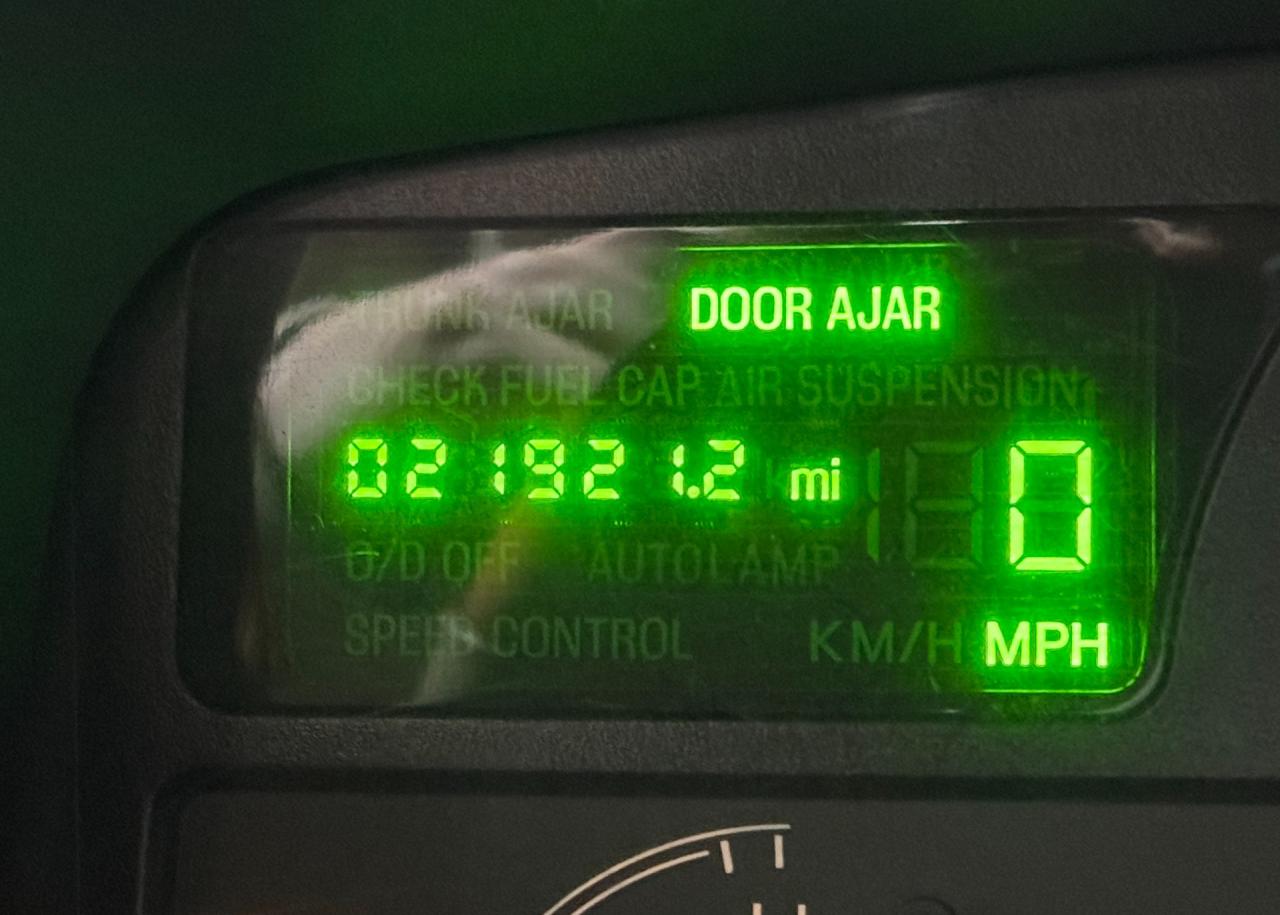 TRUNK AJAR DOOR AJAR
CHECK FUEL CAP AIR SUSPENSION
021921.2 mi 0
O/D OFF AUTOLAMP
SPEED CONTROL KM/H MPH